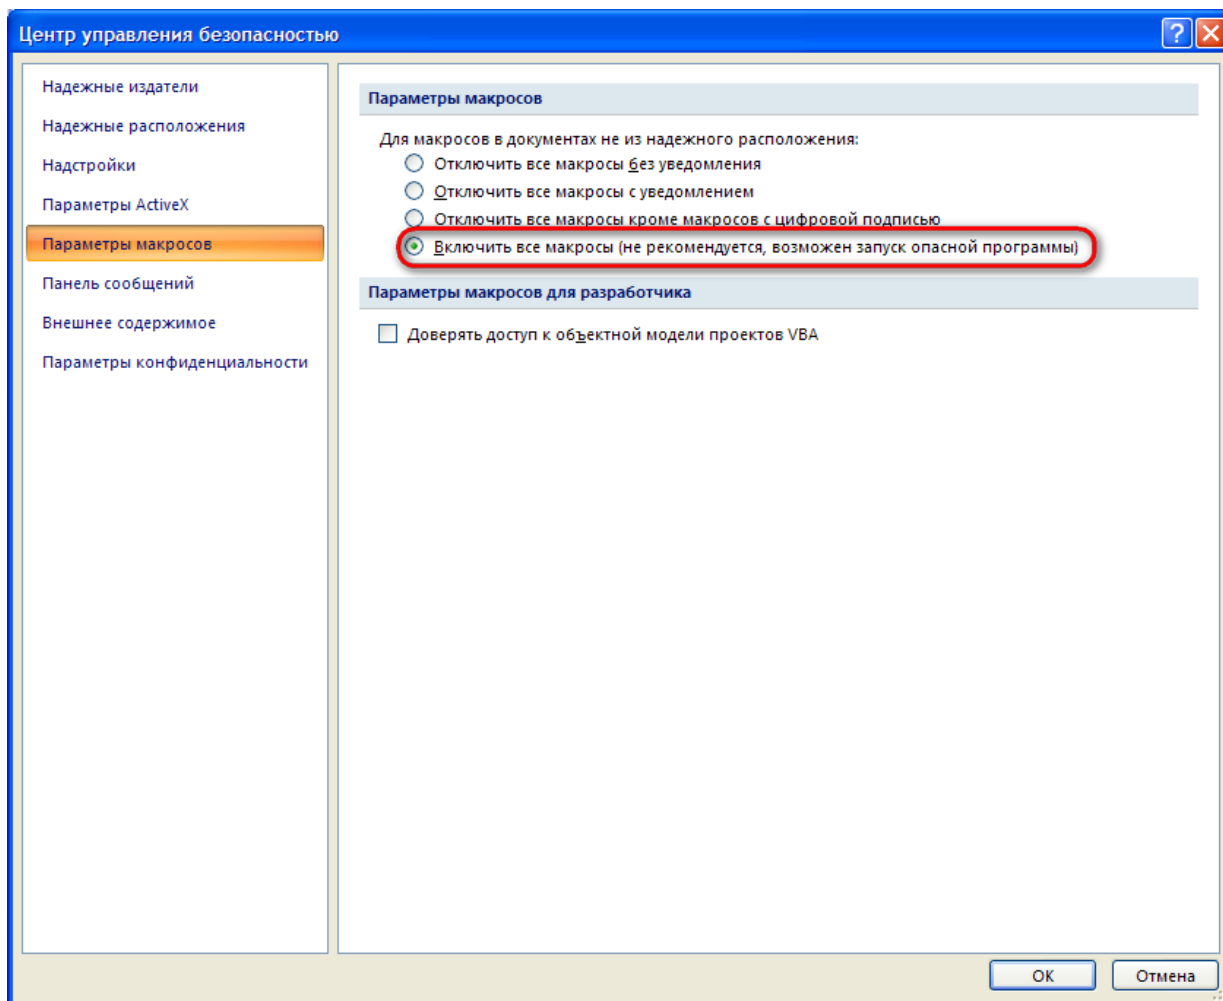 Центр управления безопасностью
Надежные издатели
Надежные расположения
Надстройки
Параметры ActiveX
Параметры макросов
Панель сообщений
Внешнее содержимое
Параметры конфиденциальности
Параметры макросов
Для макросов в документах не из надежного расположения:
Отключить все макросы без уведомления
Отключить все макросы с уведомлением
Отключить все макросы кроме макросов с цифровой подписью
Включить все макросы (не рекомендуется, возможен запуск опасной программы)
Параметры макросов для разработчика
Доверять доступ к объектной модели проектов VBA
ОК
Отмена